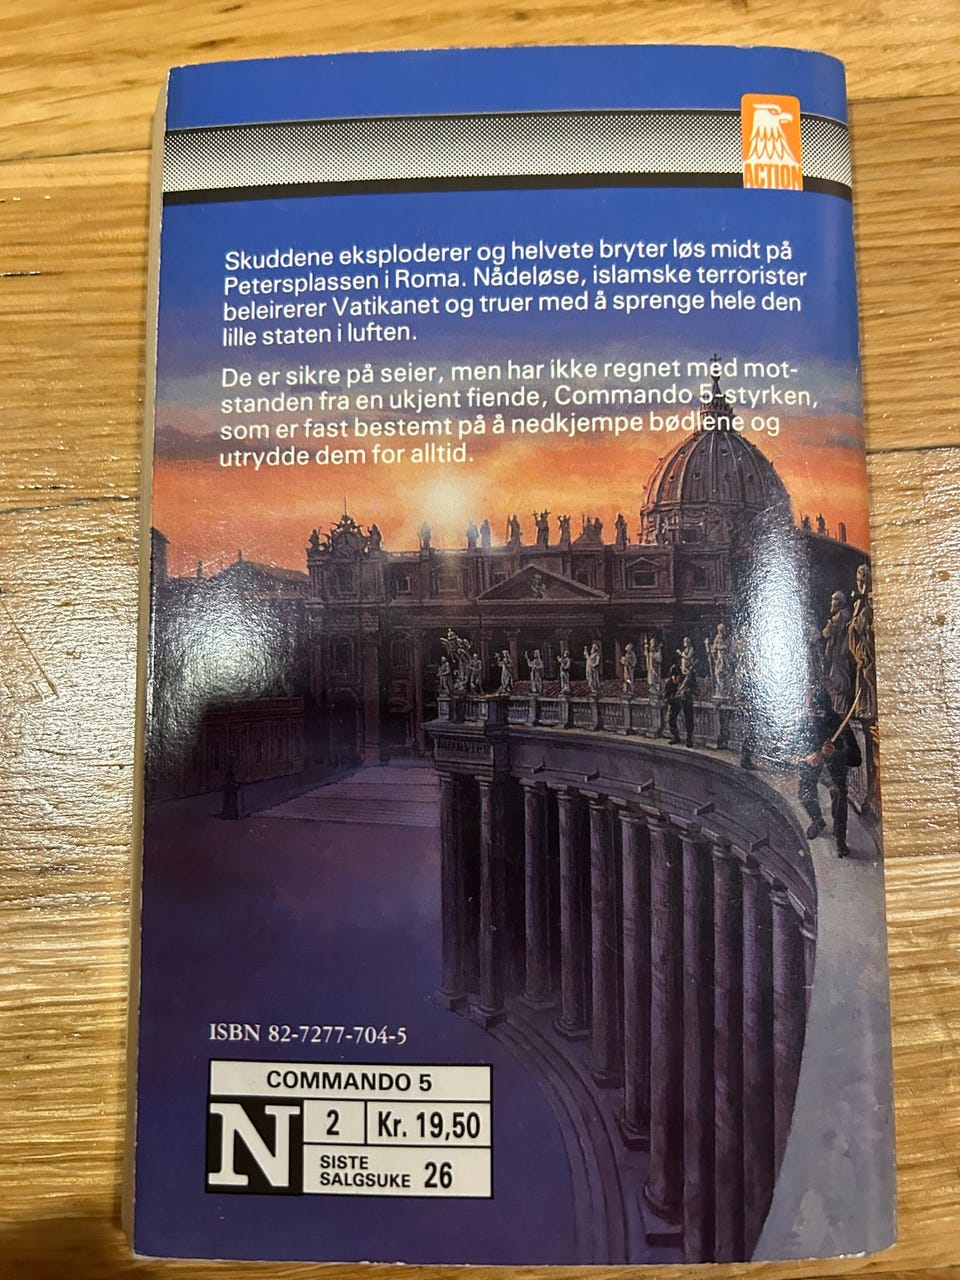 ACTION
Skuddene eksploderer og helvete bryter løs midt på
Petersplassen i Roma. Nådeløse, islamske terrorister
beleirerer Vatikanet og truer med å sprenge hele den
lille staten i luften.
De er sikre på seier, men har ikke regnet med mot-
standen fra en ukjent fiende, Commando 5-styrken,
som er fast bestemt på å nedkjempe bødlene og
utrydde dem for alltid.
ISBN 82-7277-704-5
COMMANDO 5
N
2
Kr. 19,50
SISTE
SALGSUKE 26